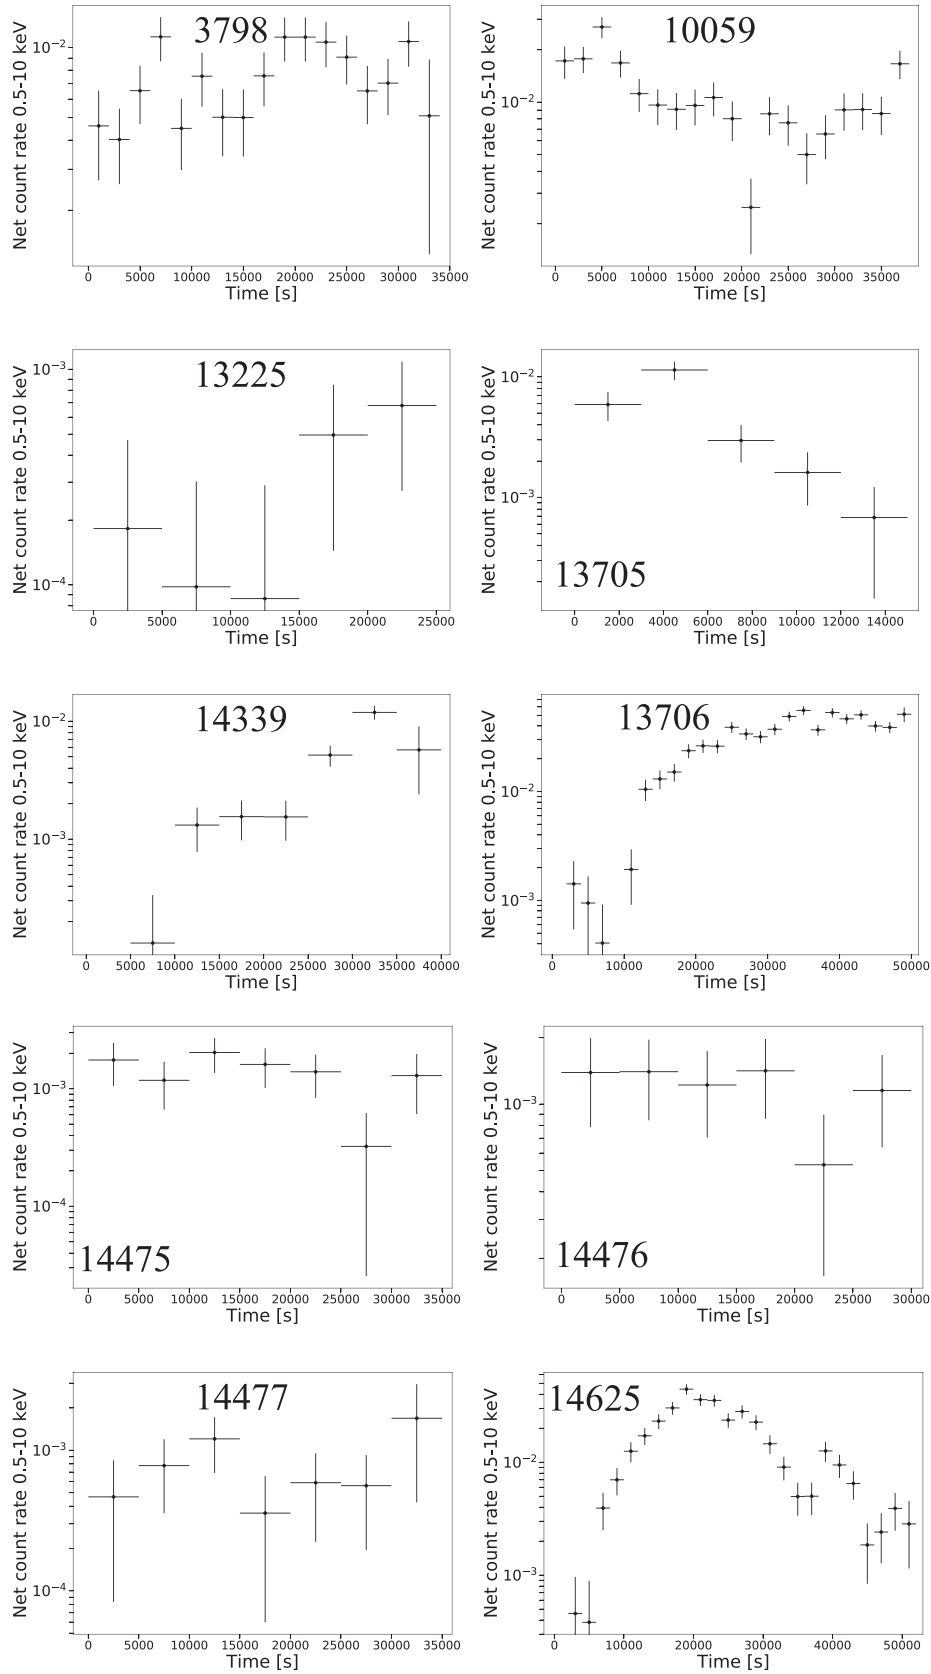 3798
Net count rate 0.5-10 keV
10⁻²
0 5000 10000 15000 20000 25000 30000 35000
Time [s]
10059
Net count rate 0.5-10 keV
10⁻²
0 5000 10000 15000 20000 25000 30000 35000
Time [s]
13225
Net count rate 0.5-10 keV
10⁻³
10⁻⁴
0 5000 10000 15000 20000 25000
Time [s]
13705
Net count rate 0.5-10 keV
10⁻²
10⁻³
0 2000 4000 6000 8000 10000 12000 14000
Time [s]
14339
Net count rate 0.5-10 keV
10⁻²
10⁻³
0 5000 10000 15000 20000 25000 30000 35000 40000
Time [s]
13706
Net count rate 0.5-10 keV
10⁻²
10⁻³
0 10000 20000 30000 40000 50000
Time [s]
14475
Net count rate 0.5-10 keV
10⁻³
10⁻⁴
0 5000 10000 15000 20000 25000 30000 35000
Time [s]
14476
Net count rate 0.5-10 keV
10⁻³
0 5000 10000 15000 20000 25000 30000
Time [s]
14477
Net count rate 0.5-10 keV
10⁻³
10⁻⁴
0 5000 10000 15000 20000 25000 30000 35000
Time [s]
14625
Net count rate 0.5-10 keV
10⁻²
10⁻³
0 10000 20000 30000 40000 50000
Time [s]